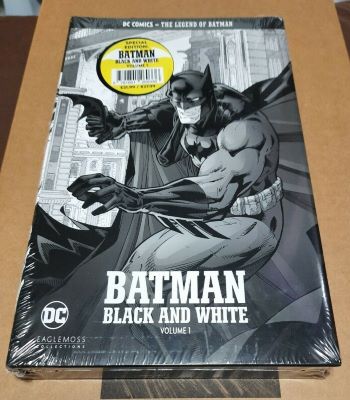 DC COMICS – THE LEGEND OF BATMAN
SPECIAL
EDITION!
BATMAN
BLACK AND WHITE
VOLUME 1
BATMAN
BLACK AND WHITE
VOLUME 1
DC
EAGLEMOSS
COLLECTIONS